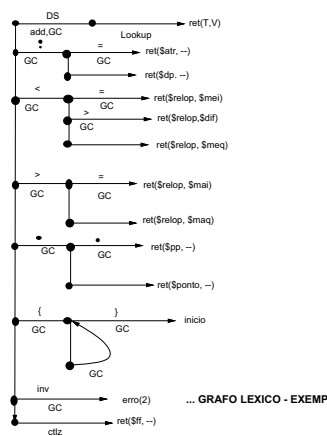 DS
ret(T,V)
add,GC
Lookup
: =
ret($atr, --)
GC GC
ret($dp. --)
< =
ret($relop, $mei)
GC GC
>
ret($relop,$dif)
GC
ret($relop, $meq)
> =
ret($relop, $mai)
GC GC
ret($relop, $maq)
. .
ret($pp, --)
GC GC
ret($ponto, --)
{ }
inicio
GC GC
GC
inv
erro(2)
... GRAFO LEXICO - EXEMP
GC
ret($ff, --)
ctlz